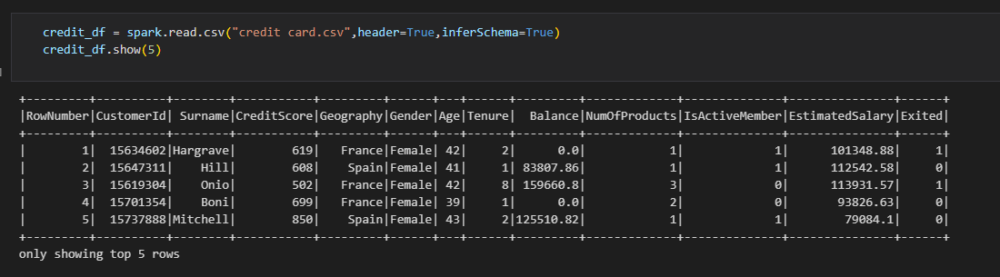 credit_df = spark.read.csv("credit card.csv",header=True,inferSchema=True)
credit_df.show(5)
+---------+----------+--------+-----------+---------+------+---+------+---------+-------------+--------------+---------------+------+
|RowNumber|CustomerId| Surname|CreditScore|Geography|Gender|Age|Tenure|  Balance|NumOfProducts|IsActiveMember|EstimatedSalary|Exited|
+---------+----------+--------+-----------+---------+------+---+------+---------+-------------+--------------+---------------+------+
|        1|  15634602|Hargrave|        619|   France|Female| 42|     2|      0.0|            1|             1|      101348.88|     1|
|        2|  15647311|    Hill|        608|    Spain|Female| 41|     1| 83807.86|            1|             1|      112542.58|     0|
|        3|  15619304|    Onio|        502|   France|Female| 42|     8| 159660.8|            3|             0|      113931.57|     1|
|        4|  15701354|    Boni|        699|   France|Female| 39|     1|      0.0|            2|             0|       93826.63|     0|
|        5|  15737888|Mitchell|        850|    Spain|Female| 43|     2|125510.82|            1|             1|        79084.1|     0|
+---------+----------+--------+-----------+---------+------+---+------+---------+-------------+--------------+---------------+------+
only showing top 5 rows